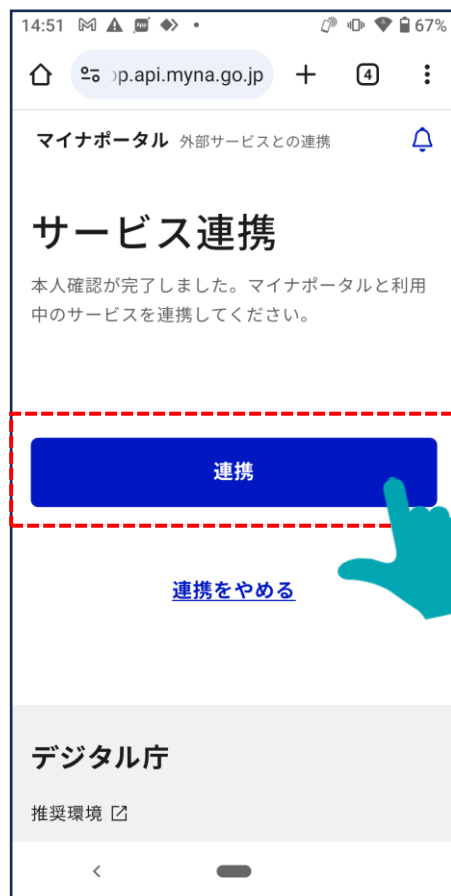 14:51 67%
op.api.myna.go.jp 4
マイナポータル 外部サービスとの連携
サービス連携
本人確認が完了しました。マイナポータルと利用
中のサービスを連携してください。
連携
連携をやめる
デジタル庁
推奨環境